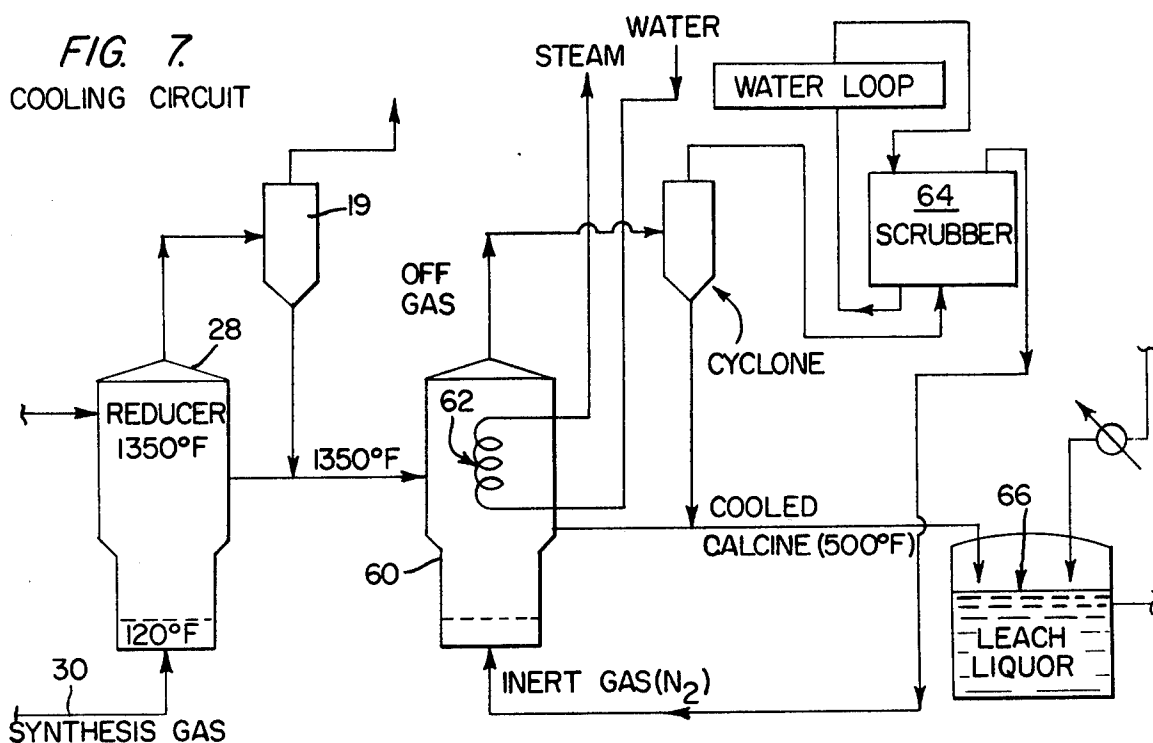 FIG. 7.
COOLING CIRCUIT
WATER
STEAM
WATER LOOP
19
64
SCRUBBER
OFF
GAS
28
CYCLONE
REDUCER
1350°F
62
1350°F
66
COOLED
CALCINE (500°F)
60
120°F
LEACH
LIQUOR
30
INERT GAS (N2)
SYNTHESIS GAS